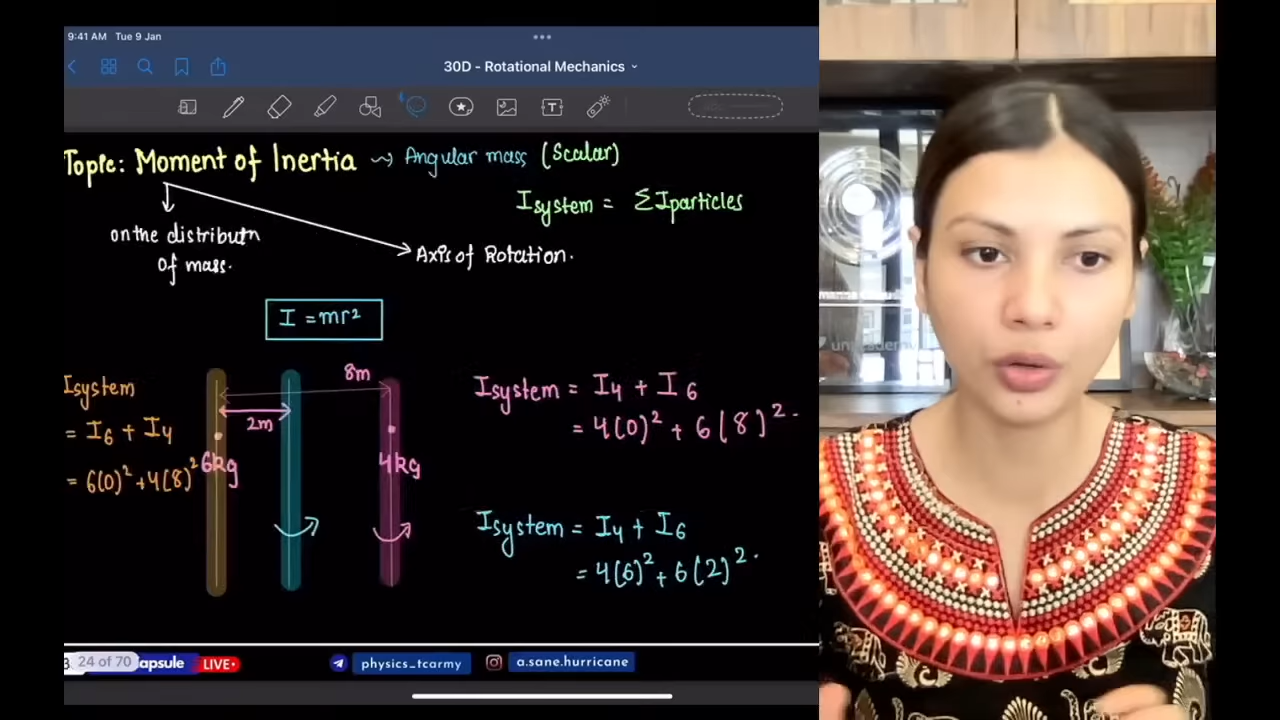 9:41 AM Tue 9 Jan
30D - Rotational Mechanics
Topic: Moment of Inertia ⤳ Angular mass (Scalar)
Isystem = ΣIparticles
on the distributn
of mass.
Axis of Rotation.
I = mr²
8m
2m
6kg
4kg
Isystem
= I6 + I4
= 6(0)² + 4(8)²
Isystem = I4 + I6
= 4(0)² + 6(8)².
Isystem = I4 + I6
= 4(6)² + 6(2)².
24 of 70
apsule LIVE
physics_tcarmy
a.sane.hurricane